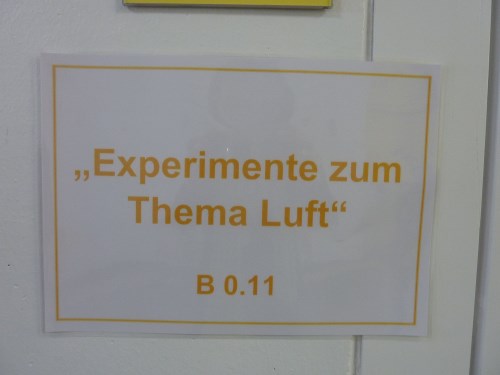 „Experimente zum
Thema Luft“
B 0.11